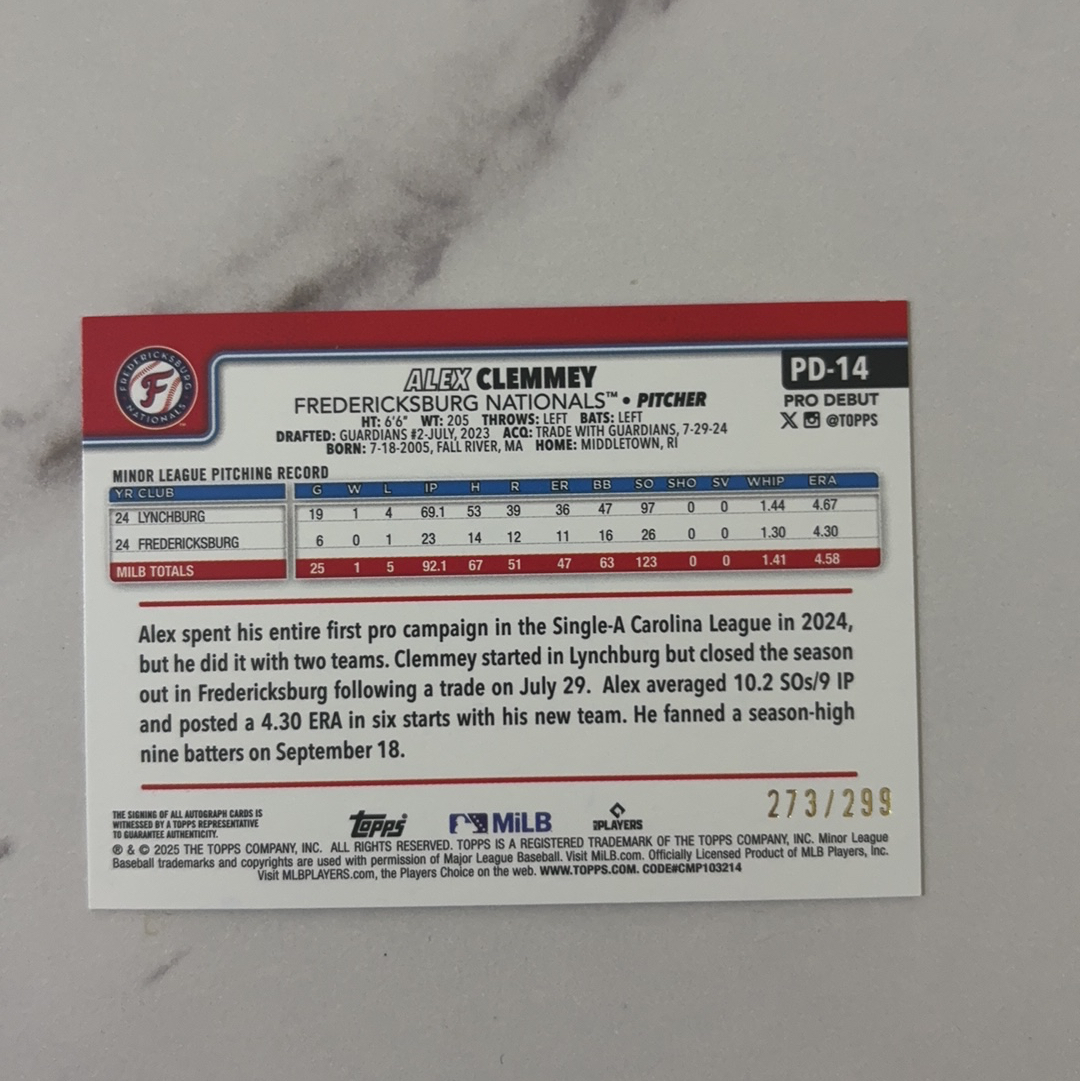 FREDERICKSBURG
F
NATIONALS
PD-14
PRO DEBUT
X @TOPPS
ALEX CLEMMEY
FREDERICKSBURG NATIONALS™ • PITCHER
HT: 6'6" WT: 205 THROWS: LEFT BATS: LEFT
DRAFTED: GUARDIANS #2-JULY, 2023 ACQ: TRADE WITH GUARDIANS, 7-29-24
BORN: 7-18-2005, FALL RIVER, MA HOME: MIDDLETOWN, RI
MINOR LEAGUE PITCHING RECORD
YR CLUB G W L IP H R ER BB SO SHO SV WHIP ERA
24 LYNCHBURG 19 1 4 69.1 53 39 36 47 97 0 0 1.44 4.67
24 FREDERICKSBURG 6 0 1 23 14 12 11 16 26 0 0 1.30 4.30
MILB TOTALS 25 1 5 92.1 67 51 47 63 123 0 0 1.41 4.58
Alex spent his entire first pro campaign in the Single-A Carolina League in 2024,
but he did it with two teams. Clemmey started in Lynchburg but closed the season
out in Fredericksburg following a trade on July 29. Alex averaged 10.2 SOs/9 IP
and posted a 4.30 ERA in six starts with his new team. He fanned a season-high
nine batters on September 18.
273/299
THE SIGNING OF ALL AUTOGRAPH CARDS IS
WITNESSED BY A TOPPS REPRESENTATIVE
TO GUARANTEE AUTHENTICITY.
Topps MiLB PLAYERS
® & © 2025 THE TOPPS COMPANY, INC. ALL RIGHTS RESERVED. TOPPS IS A REGISTERED TRADEMARK OF THE TOPPS COMPANY, INC. Minor League
Baseball trademarks and copyrights are used with permission of Major League Baseball. Visit MiLB.com. Officially Licensed Product of MLB Players, Inc.
Visit MLBPLAYERS.com, the Players Choice on the web. WWW.TOPPS.COM. CODE#CMP103214